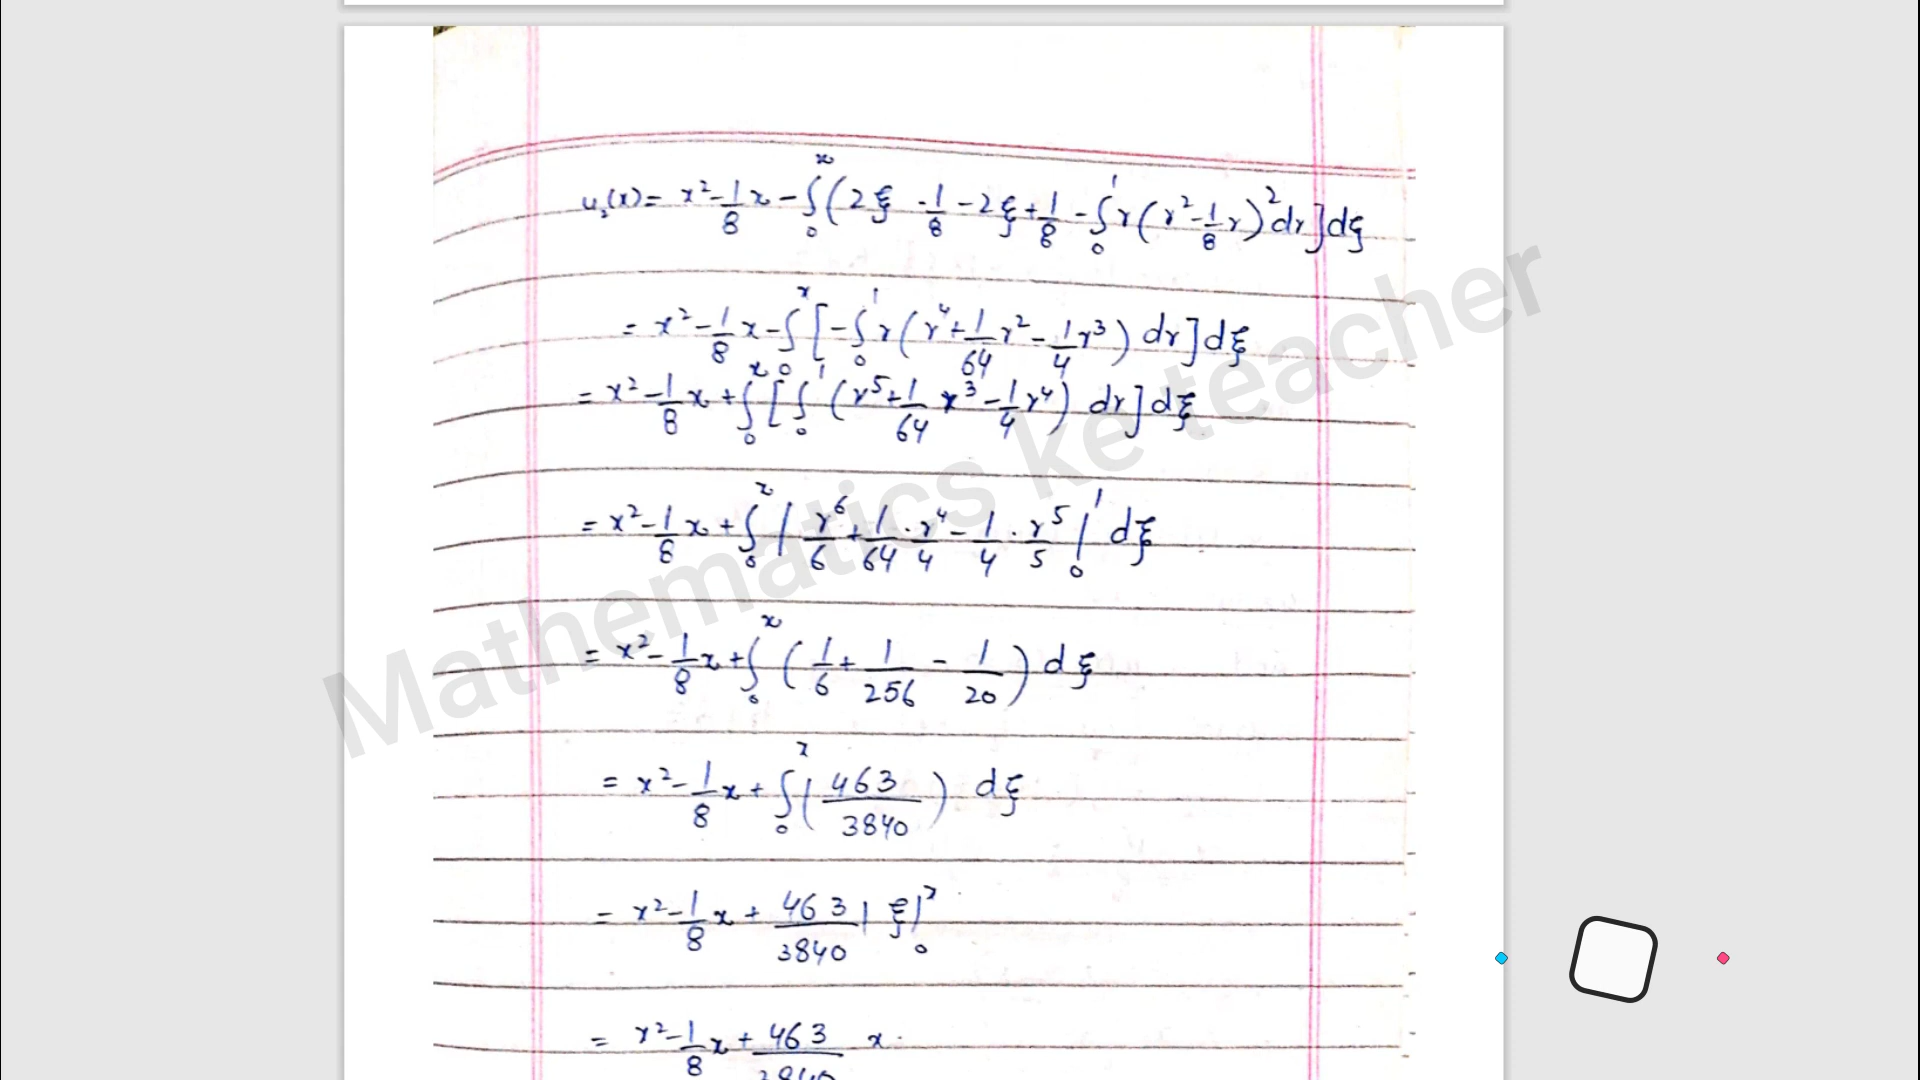 u₂(x) = x² - 1/8 x - ∫₀ˣ (2ξ - 1/8 - 2ξ + 1/8 - ∫₀¹ r(r² - 1/8 r)² dr] dξ
= x² - 1/8 x - ∫₀ˣ [-∫₀¹ r(r⁴ + 1/64 r² - 1/4 r³) dr] dξ
= x² - 1/8 x + ∫₀ˣ [∫₀¹ (r⁵ + 1/64 r³ - 1/4 r⁴) dr] dξ
= x² - 1/8 x + ∫₀ˣ | r⁶/6 + 1/64 · r⁴/4 - 1/4 · r⁵/5 |₀¹ dξ
= x² - 1/8 x + ∫₀ˣ (1/6 + 1/256 - 1/20) dξ
= x² - 1/8 x + ∫₀ˣ (463/3840) dξ
= x² - 1/8 x + 463/3840 | ξ |₀ˣ
= x² - 1/8 x + 463/3840 x.
Mathematics ke teacher